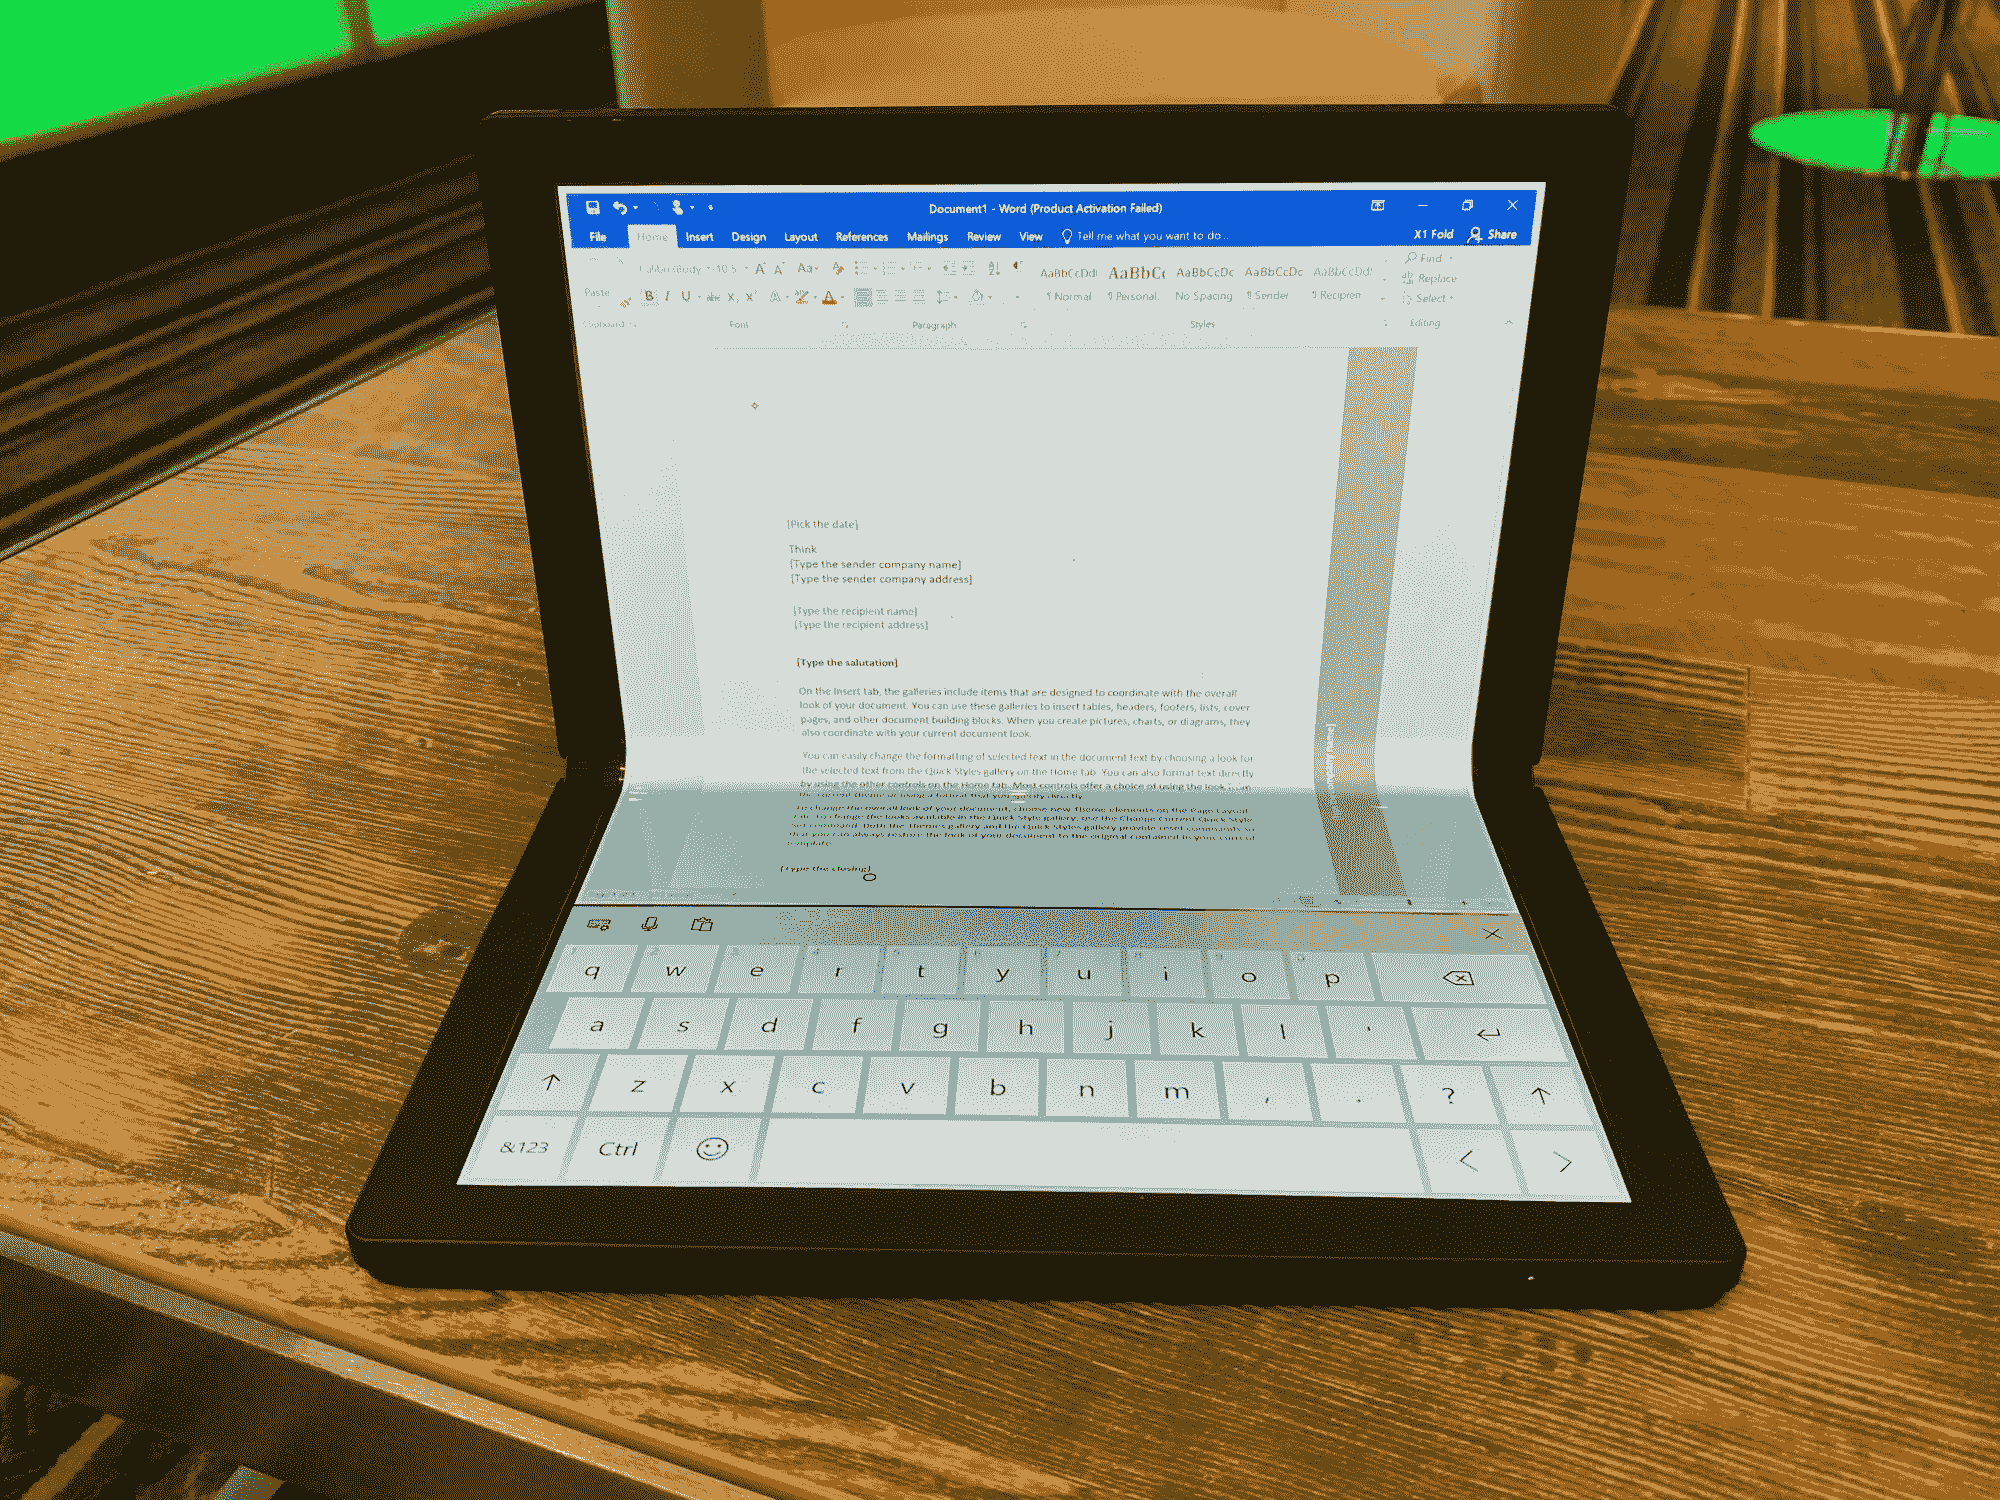 Document1 - Word (Product Activation Failed)
File Home Insert Design Layout References Mailings Review View Tell me what you want to do... X1 Fold Share
Aa AaBbCcDd AaBbCc AaBbCcDc AaBbCcDc AaBbCcDd Find
Replace
Paste B I U abc X, X' A ¶ Normal ¶ Personal No Spacing ¶ Sender ¶ Recipien Select
Clipboard Font Paragraph Styles Editing
[Pick the date]
Think
[Type the sender company name]
[Type the sender company address]
[Type the recipient name]
[Type the recipient address]
[Type the salutation]
On the Insert tab, the galleries include items that are designed to coordinate with the overall
look of your document. You can use these galleries to insert tables, headers, footers, lists, cover
pages, and other document building blocks. When you create pictures, charts, or diagrams, they
also coordinate with your current document look.
You can easily change the formatting of selected text in the document text by choosing a look for
the selected text from the Quick Styles gallery on the Home tab. You can also format text directly
by using the other controls on the Home tab. Most controls offer a choice of using the look from
the current theme or using a format that you specify directly.
To change the overall look of your document, choose new Theme elements on the Page Layout
tab. To change the looks available in the Quick Style gallery, use the Change Current Quick Style
Set command. Both the Themes gallery and the Quick Styles gallery provide reset commands so
that you can always restore the look of your document to the original contained in your current
template.
[Type the closing]
q w e r t y u i o p
a s d f g h j k l '
z x c v b n m , . ?
&123 Ctrl < >